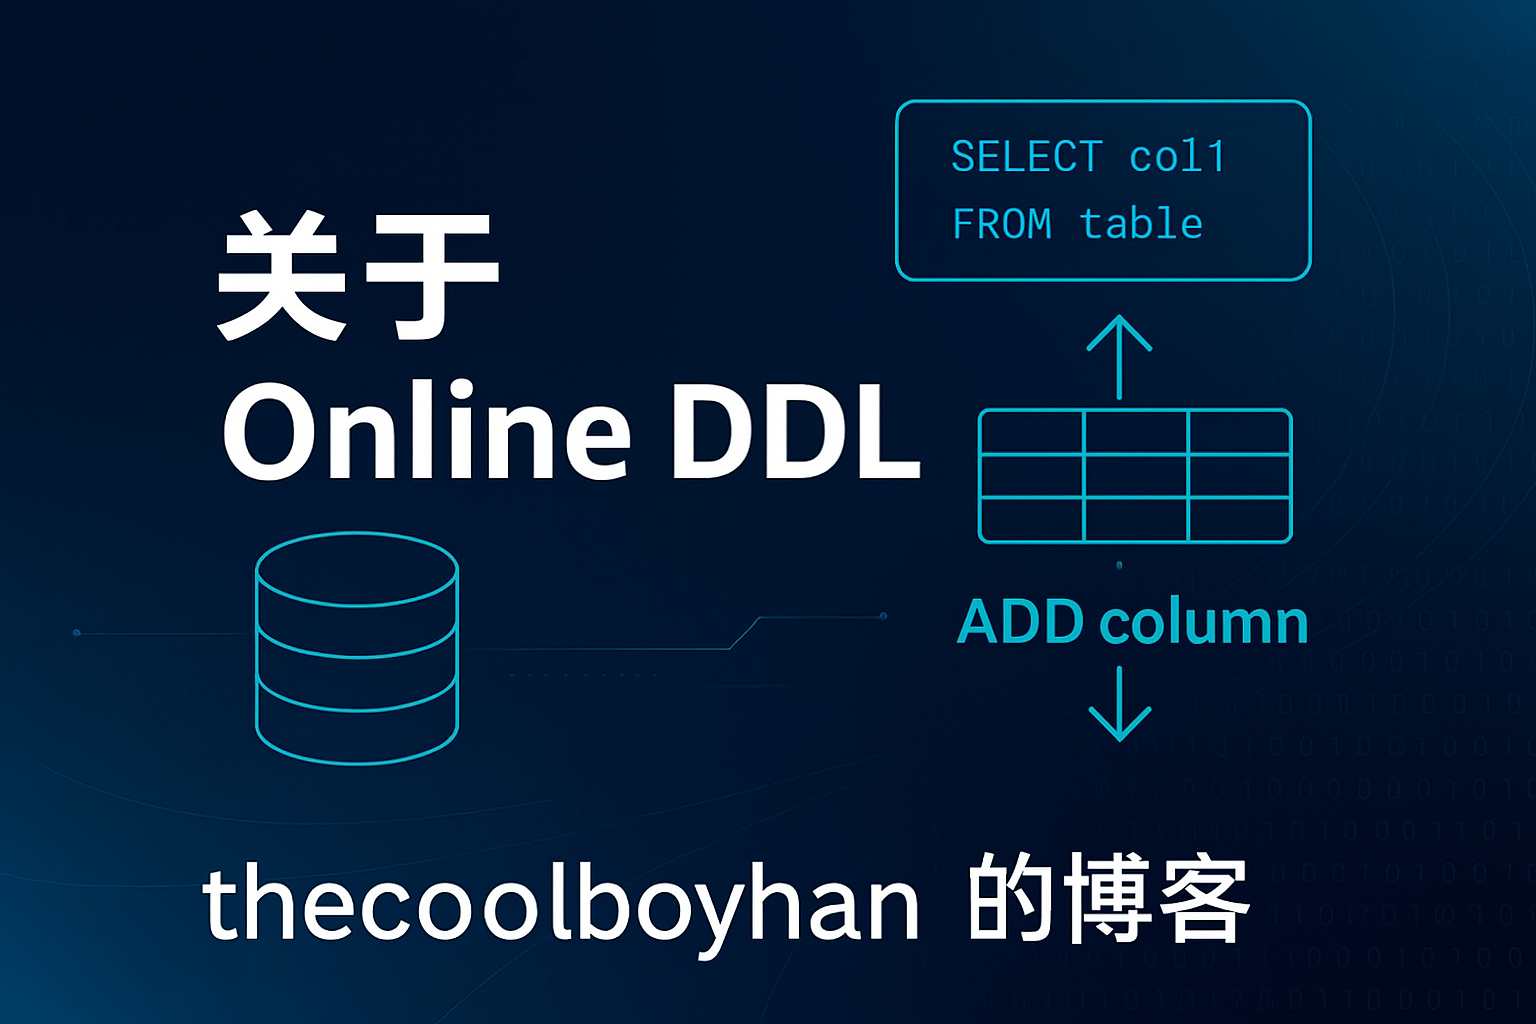 关于
Online DDL
SELECT col1
FROM table
ADD column
thecoolboyhan 的博客